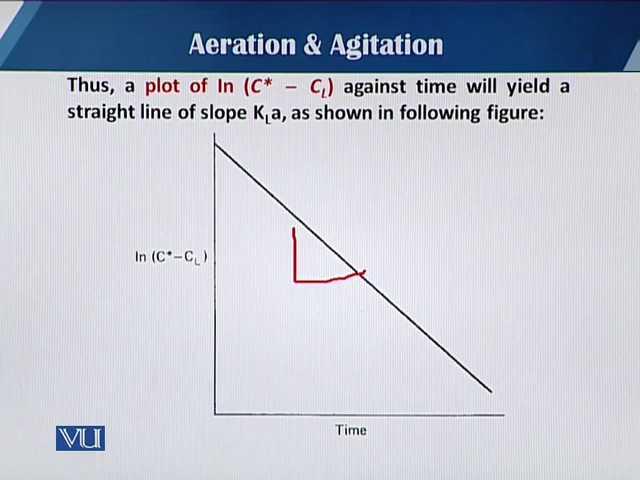 Aeration & Agitation
Thus, a plot of ln (C* – CL) against time will yield a
straight line of slope KLa, as shown in following figure:
ln (C*–CL)
Time
VU